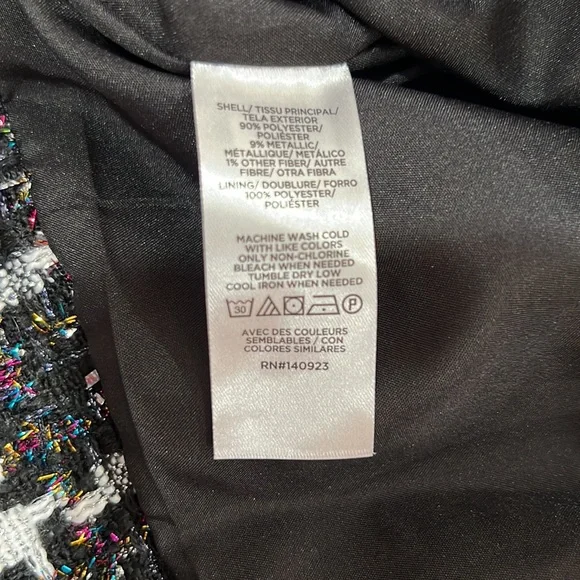 SHELL/ TISSU PRINCIPAL/
TELA EXTERIOR
90% POLYESTER/
POLIÉSTER
9% METALLIC/
MÉTALLIQUE/ METÁLICO
1% OTHER FIBER/ AUTRE
FIBRE/ OTRA FIBRA
LINING/ DOUBLURE/ FORRO
100% POLYESTER/
POLIÉSTER
MACHINE WASH COLD
WITH LIKE COLORS
ONLY NON-CHLORINE
BLEACH WHEN NEEDED
TUMBLE DRY LOW
COOL IRON WHEN NEEDED
30 P
AVEC DES COULEURS
SEMBLABLES / CON
COLORES SIMILARES
RN#140923